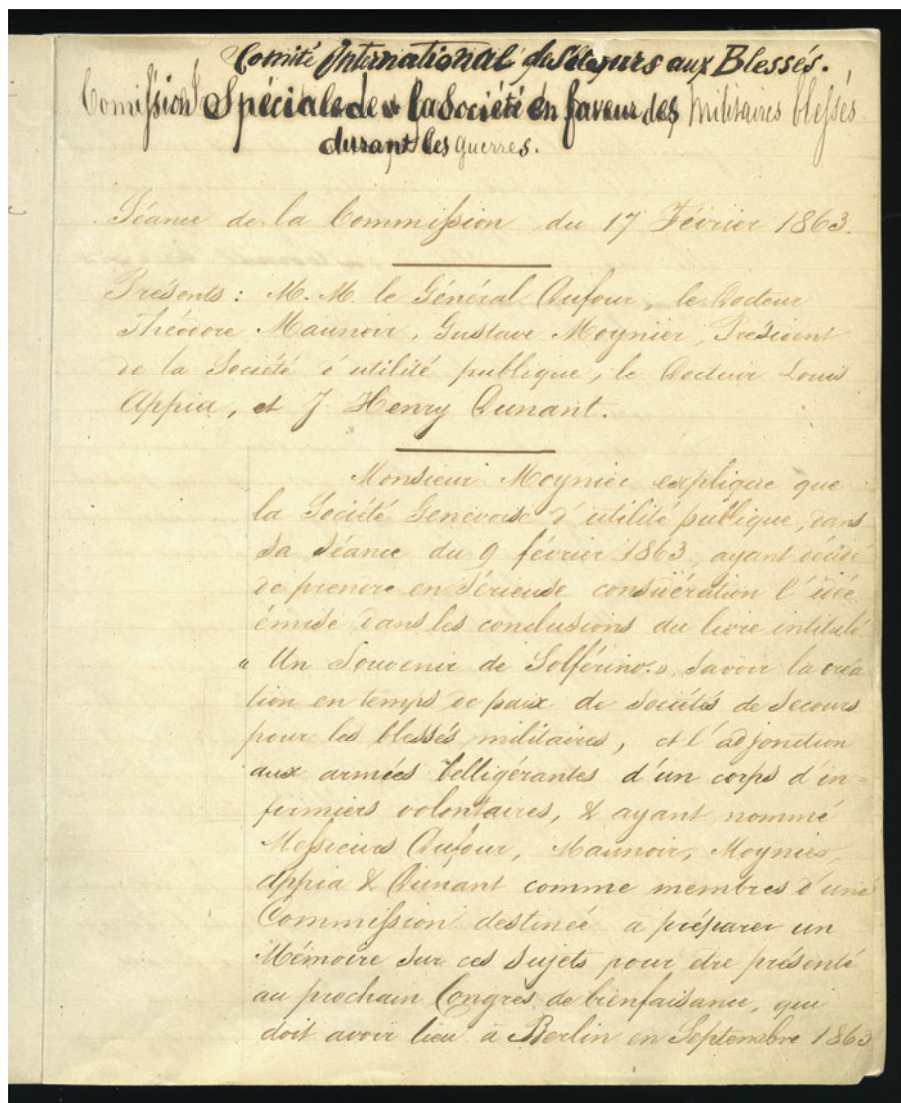 Comité International de Secours aux Blessés.
Comission Spéciale de la Société en faveur des militaires blessés
durant les guerres.
Séance de la Commission du 17 Février 1863.
Présents : M. M. le Général Dufour, le Docteur
Théodore Maunoir, Gustave Moynier, Président
de la Société d'utilité publique, le Docteur Louis
Appia, et J. Henry Dunant.
Monsieur Moynier explique que
la Société Genevoise d'utilité publique, dans
sa séance du 9 février 1863, ayant décidé
de prendre en sérieuse considération l'idée
émise dans les conclusions du livre intitulé
« Un Souvenir de Solférino », savoir la créa
tion en temps de paix de sociétés de secours
pour les blessés militaires, et l'adjonction
aux armées belligérantes d'un corps d'in-
firmiers volontaires, & ayant nommé
Messieurs Dufour, Maunoir, Moynier,
Appia & Dunant comme membres d'une
Commission destinée a préparer un
Mémoire sur ces sujets pour être présenté
au prochain Congrès de bienfaisance, qui
doit avoir lieu à Berlin en Septembre 1863